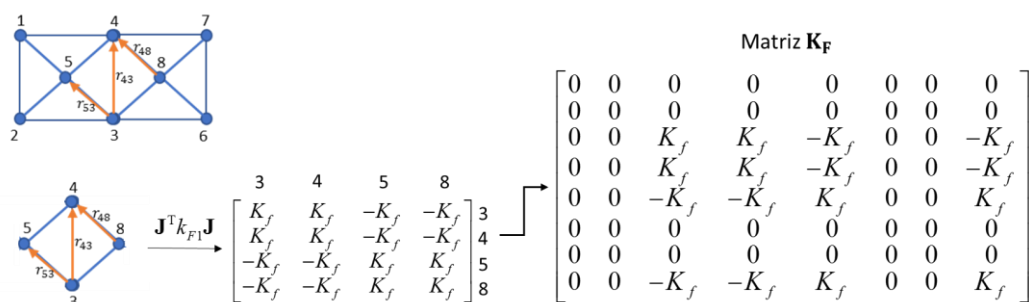 1 4 7
r₄₈
5 r₄₃ 8
r₅₃
2 3 6
4
5 r₄₈ 8
r₄₃
r₅₃
3
𝐉ᵀk_{F1}𝐉
3 4 5 8
K_f K_f −K_f −K_f 3
K_f K_f −K_f −K_f 4
−K_f −K_f K_f K_f 5
−K_f −K_f K_f K_f 8
Matriz 𝐊_𝐅
0 0 0 0 0 0 0 0
0 0 0 0 0 0 0 0
0 0 K_f K_f −K_f 0 0 −K_f
0 0 K_f K_f −K_f 0 0 −K_f
0 0 −K_f −K_f K_f 0 0 K_f
0 0 0 0 0 0 0 0
0 0 0 0 0 0 0 0
0 0 −K_f −K_f K_f 0 0 K_f